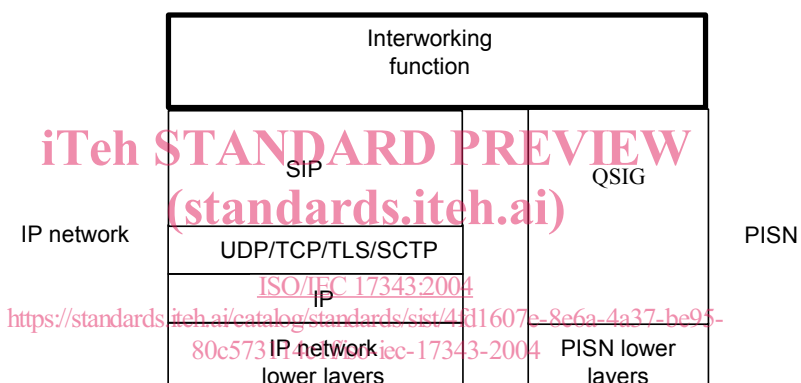 Interworking
function
iTeh STANDARD PREVIEW
SIP
QSIG
(standards.iteh.ai)
IP network
PISN
UDP/TCP/TLS/SCTP
ISO/IEC 17343:2004
IP
https://standards.iteh.ai/catalog/standards/sist/4fd1607e-8e6a-4a37-be95-
IP network
PISN lower
lower layers
layers